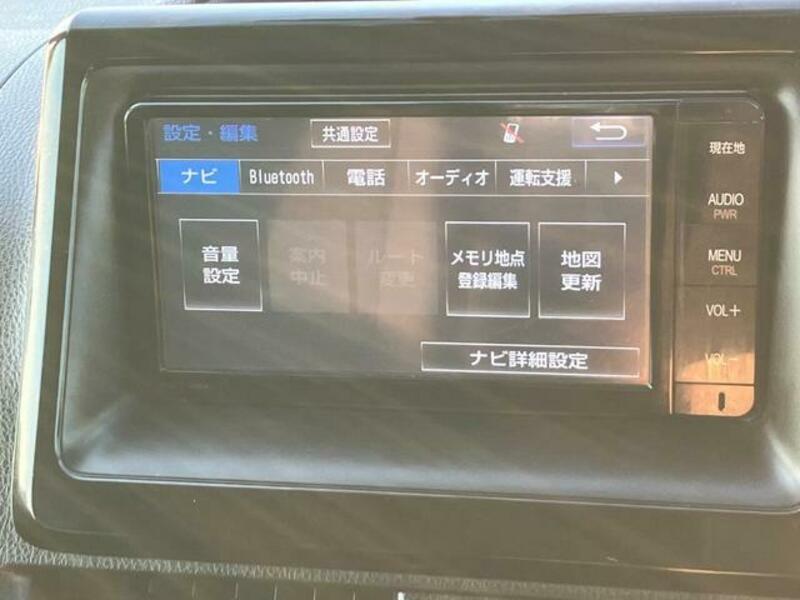 設定・編集
共通設定
ナビ
Bluetooth
電話
オーディオ
運転支援
音量
設定
案内
中止
ルート
変更
メモリ地点
登録編集
地図
更新
ナビ詳細設定
現在地
AUDIO
PWR
MENU
CTRL
VOL+
VOL-